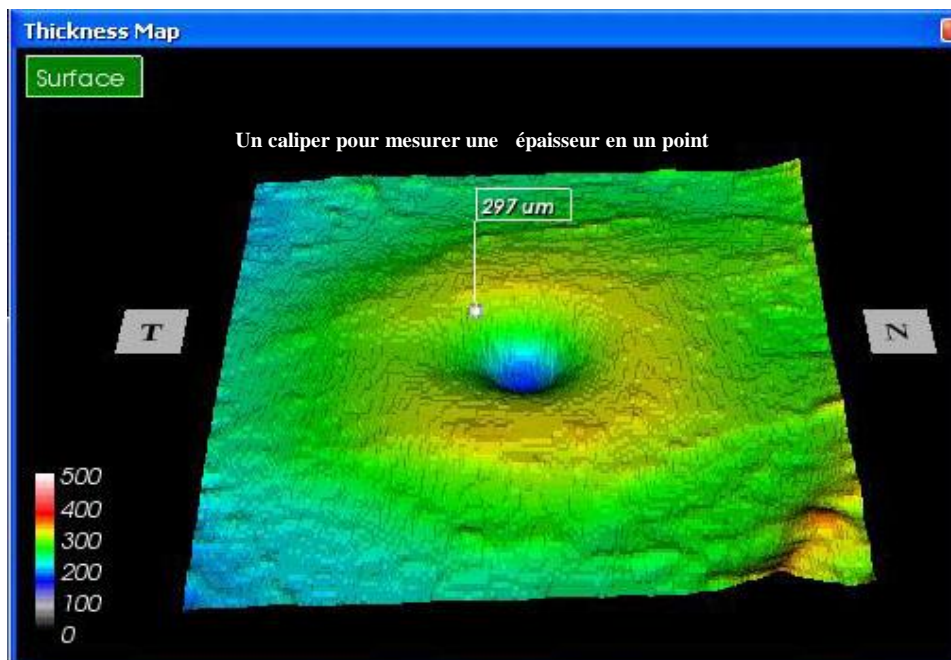 Thickness Map
Surface
Un caliper pour mesurer une épaisseur en un point
297 um
T
N
500
400
300
200
100
0